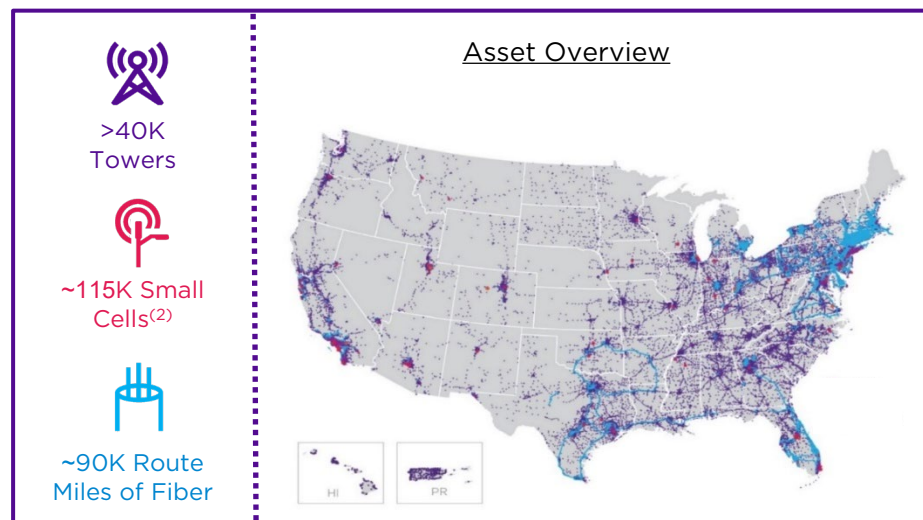 Asset Overview
>40K
Towers
~115K Small
Cells(2)
~90K Route
Miles of Fiber
HI
PR